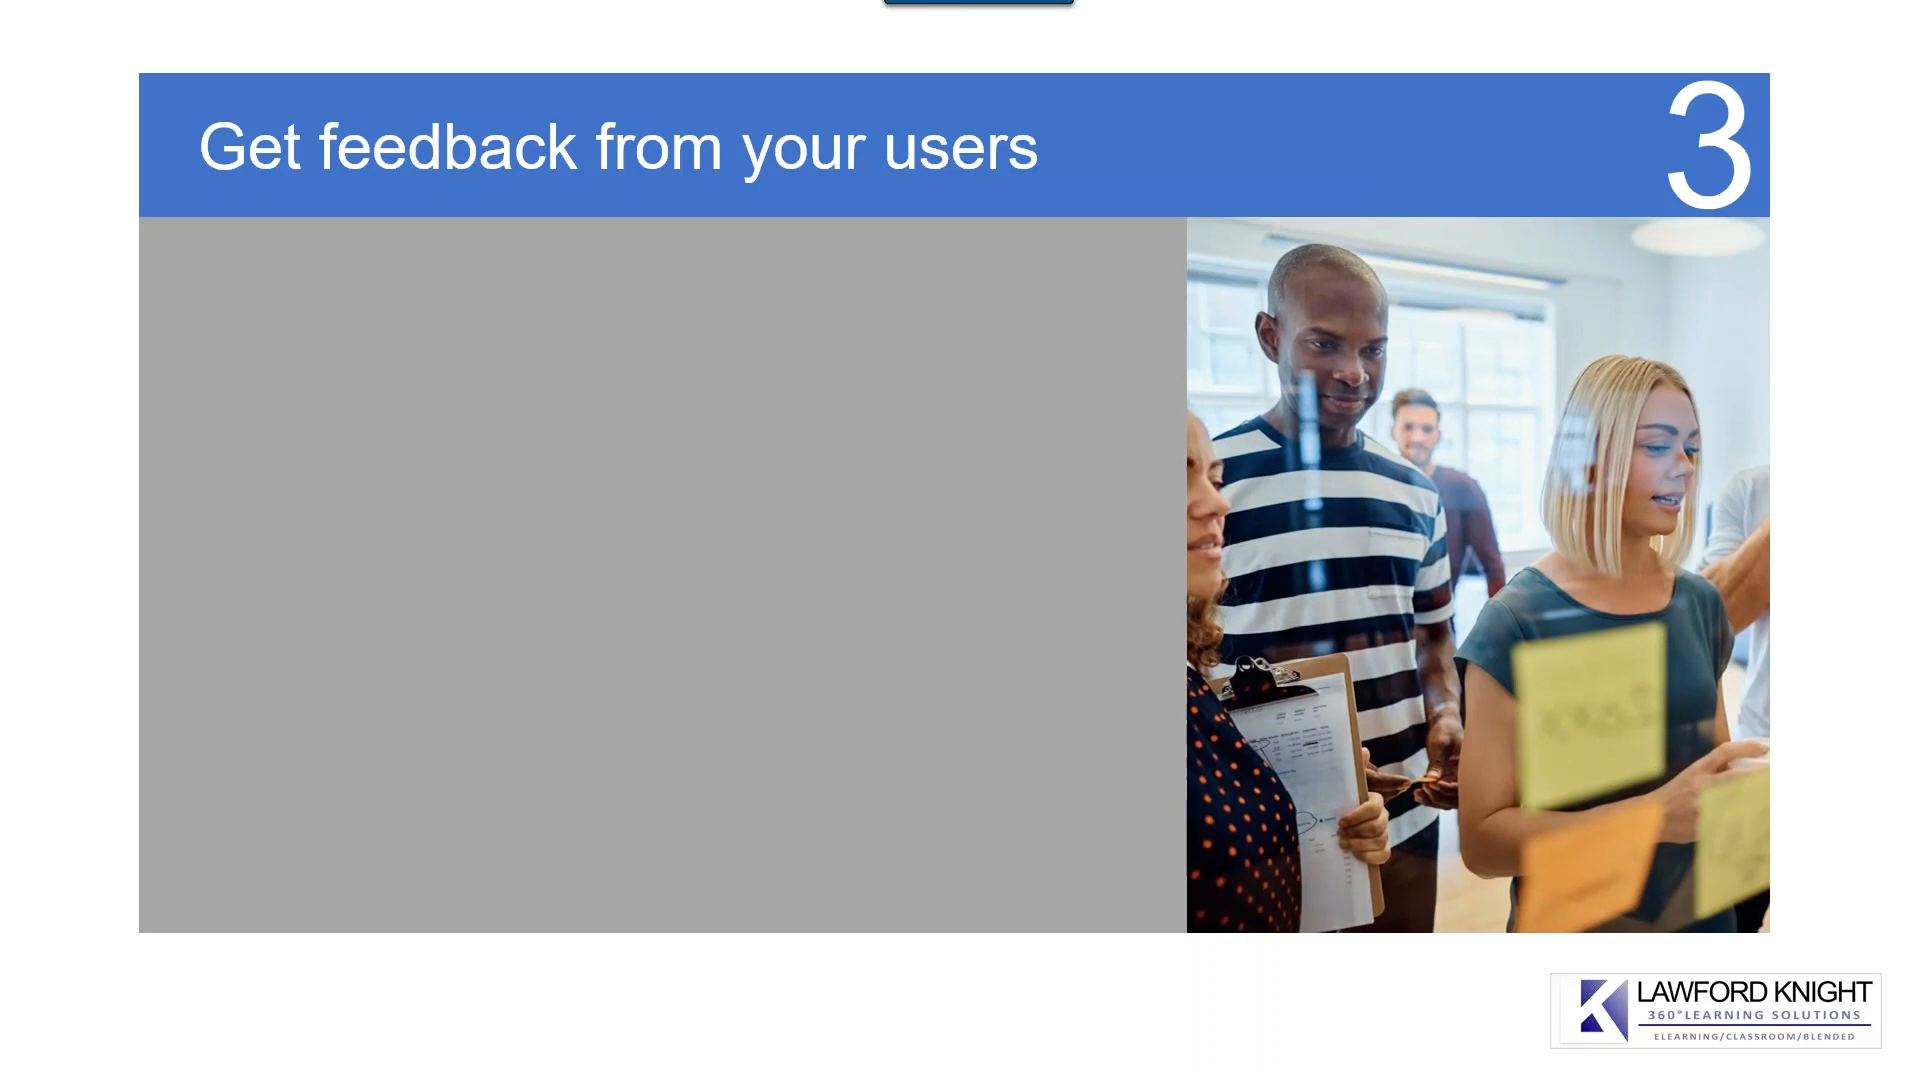 Get feedback from your users
3
LAWFORD KNIGHT
360°LEARNING SOLUTIONS
ELEARNING/CLASSROOM/BLENDED